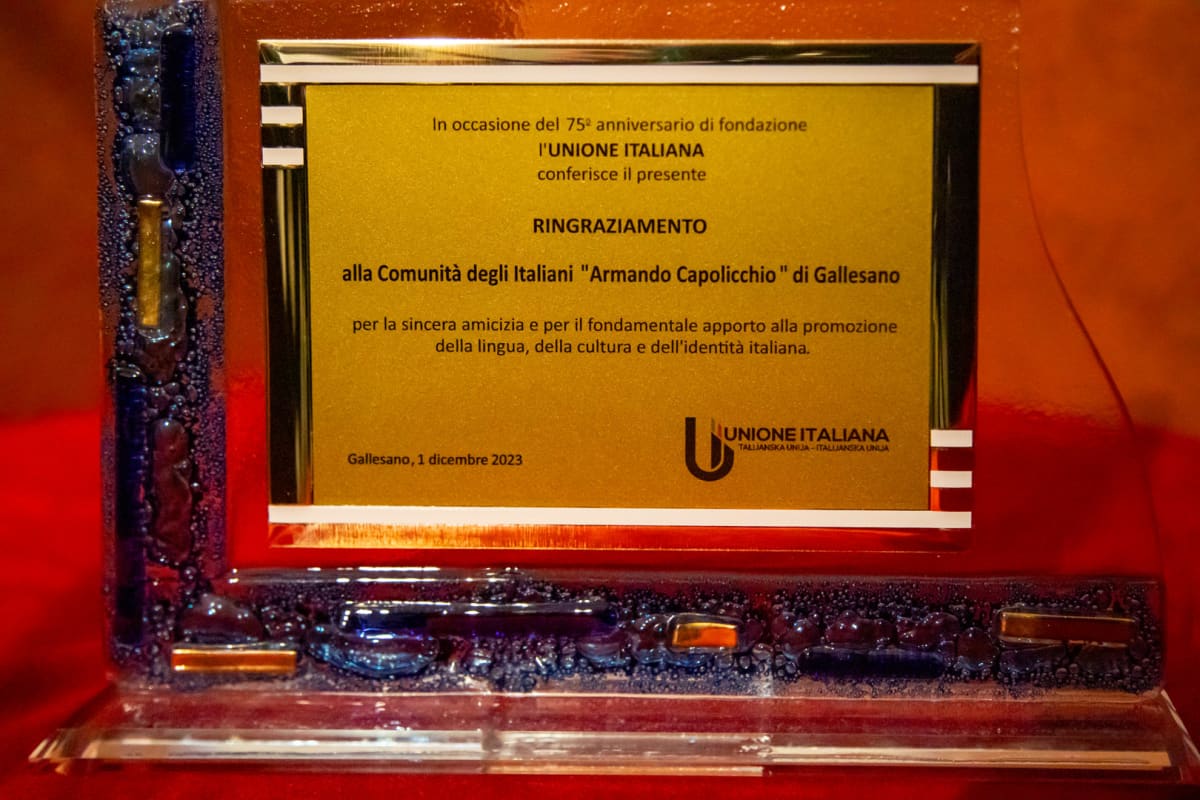 In occasione del 75º anniversario di fondazione
l'UNIONE ITALIANA
conferisce il presente
RINGRAZIAMENTO
alla Comunità degli Italiani "Armando Capolicchio" di Gallesano
per la sincera amicizia e per il fondamentale apporto alla promozione
della lingua, della cultura e dell'identità italiana.
UNIONE ITALIANA
TALIJANSKA UNIJA - ITALIJANSKA UNIJA
Gallesano, 1 dicembre 2023